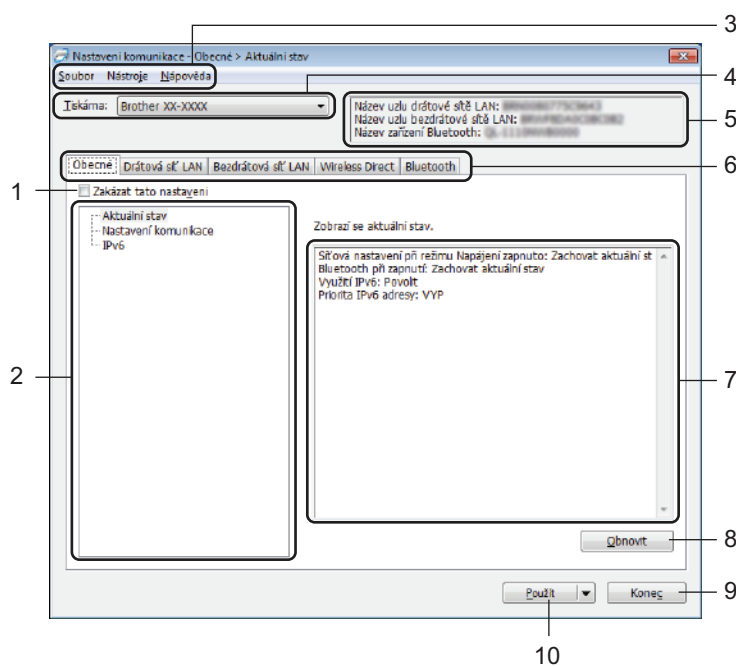 3
Nastavení komunikace - Obecné > Aktuální stav
Soubor Nástroje Nápověda
4
Tiskárna: Brother XX-XXXX
Název uzlu drátové sítě LAN:
Název uzlu bezdrátové sítě LAN:
Název zařízení Bluetooth:
5
Obecné Drátová síť LAN Bezdrátová síť LAN Wireless Direct Bluetooth
6
1
Zakázat tato nastavení
Aktuální stav
Nastavení komunikace
IPv6
Zobrazí se aktuální stav.
Síťová nastavení při režimu Napájení zapnuto: Zachovat aktuální st
Bluetooth při zapnutí: Zachovat aktuální stav
Využití IPv6: Povolt
Priorita IPv6 adresy: VYP
2
7
Obnovit
8
Použít
Konec
9
10